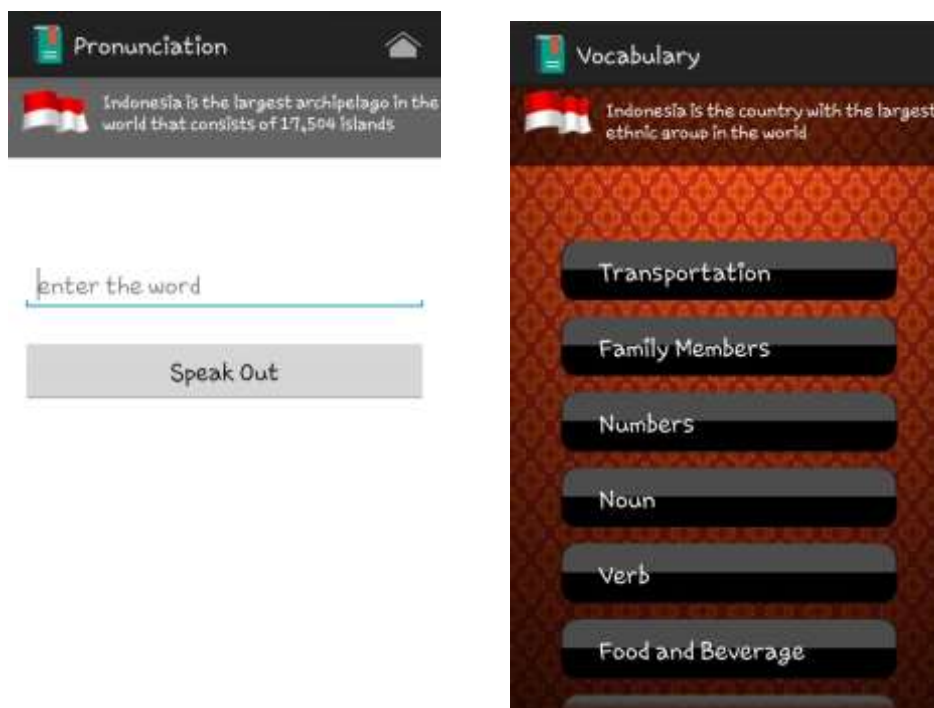 Pronunciation
Indonesia is the largest archipelago in the
world that consists of 17,504 islands
enter the word
Speak Out
Vocabulary
Indonesia is the country with the largest
ethnic group in the world
Transportation
Family Members
Numbers
Noun
Verb
Food and Beverage